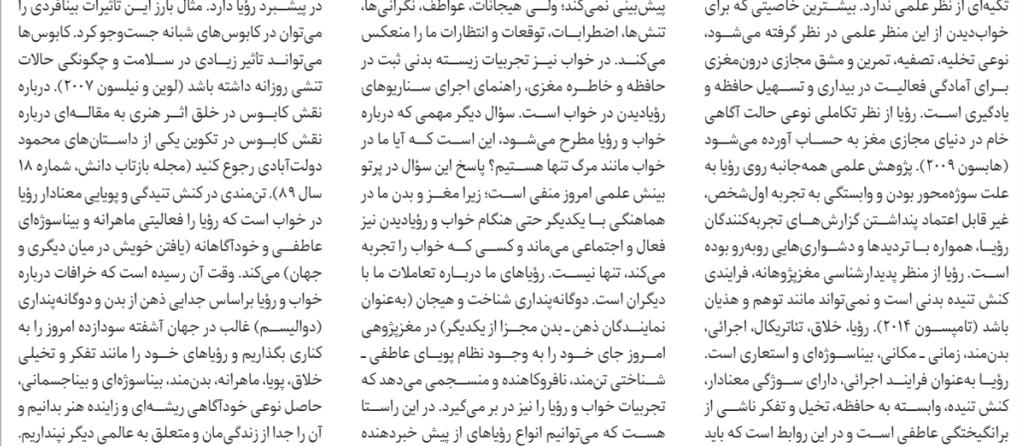 تکیه‌ای از نظر علمی ندارد. بیشترین خاصیتی که برای
خواب‌دیدن از این منظر علمی در نظر گرفته می‌شود،
نوعی تخلیه، تصفیه، تمرین و مشق مجازی درون‌مغزی
برای آمادگی فعالیت در بیداری و تسهیل حافظه و
یادگیری است. رؤیا از نظر تکاملی نوعی حالت آگاهی
خام در دنیای مجازی مغز به حساب آورده می‌شود
(هابسون ۲۰۰۹). پژوهش علمی همه‌جانبه روی رؤیا به
علت سوژه‌محور بودن و وابستگی به تجربه اول‌شخص،
غیر قابل اعتماد پنداشتن گزارش‌های تجربه‌کنندگان
رؤیا، همواره با تردیدها و دشواری‌هایی روبه‌رو بوده
است. رؤیا از منظر پدیدارشناسی مغزپژوهانه، فرایندی
کنش تنیده بدنی است و نمی‌تواند مانند توهم و هذیان
باشد (تامپسون ۲۰۱۴). رؤیا، خلاق، تئاتریکال، اجرائی،
بدن‌مند، زمانی ـ مکانی، بیناسوژه‌ای و استعاری است.
رؤیا به‌عنوان فرایند اجرائی، دارای سوژگی معنادار،
کنش تنیده، وابسته به حافظه، تخیل و تفکر ناشی از
برانگیختگی عاطفی است و در این روابط است که باید
پیش‌بینی نمی‌کند؛ ولی هیجانات، عواطف، نگرانی‌ها،
تنش‌ها، اضطرابات، توقعات و انتظارات ما را منعکس
می‌کند. در خواب نیز تجربیات زیسته بدنی ثبت در
حافظه و خاطره مغزی، راهنمای اجرای سناریوهای
رؤیادیدن در خواب است. سؤال دیگر مهمی که درباره
خواب و رؤیا مطرح می‌شود، این است که آیا ما در
خواب مانند مرگ تنها هستیم؟ پاسخ این سؤال در پرتو
بینش علمی امروز منفی است؛ زیرا مغز و بدن ما در
هماهنگی با یکدیگر حتی هنگام خواب و رؤیادیدن نیز
فعال و اجتماعی می‌ماند و کسی که خواب را تجربه
می‌کند، تنها نیست. رؤیاهای ما درباره تعاملات ما با
دیگران است. دوگانه‌پنداری شناخت و هیجان (به‌عنوان
نمایندگان ذهن ـ بدن مجزا از یکدیگر) در مغزپژوهی
امروز جای خود را به وجود نظام پویای عاطفی ـ
شناختی تن‌مند، نافروکاهنده و منسجمی می‌دهد که
تجربیات خواب و رؤیا را نیز در بر می‌گیرد. در این راستا
هست که می‌توانیم انواع رؤیاهای از پیش خبردهنده
در پیشبرد رؤیا دارد. مثال بارز این تاثیرات بینافردی را
می‌توان در کابوس‌های شبانه جست‌وجو کرد. کابوس‌ها
می‌تواند تأثیر زیادی در سلامت و چگونگی حالات
تنشی روزانه داشته باشد (لوین و نیلسون ۲۰۰۷). درباره
نقش کابوس در خلق اثر هنری به مقاله‌ای درباره
نقش کابوس در تکوین یکی از داستان‌های محمود
دولت‌آبادی رجوع کنید (مجله بازتاب دانش، شماره ۱۸
سال ۸۹). تن‌مندی در کنش تنیدگی و پویایی معنادار رؤیا
در خواب است که رؤیا را فعالیتی ماهرانه و بیناسوژه‌ای
عاطفی و خودآگاهانه (یافتن خویش در میان دیگری و
جهان) می‌کند. وقت آن رسیده است که خرافات درباره
خواب و رؤیا براساس جدایی ذهن از بدن و دوگانه‌پنداری
(دوالیسم) غالب در جهان آشفته سودازده امروز را به
کناری بگذاریم و رؤیاهای خود را مانند تفکر و تخیلی
خلاق، پویا، ماهرانه، بدن‌مند، بیناسوژه‌ای و بیناجسمانی،
حاصل نوعی خودآگاهی ریشه‌ای و زاینده هنر بدانیم و
آن را جدا از زندگی‌مان و متعلق به عالمی دیگر نپنداریم.